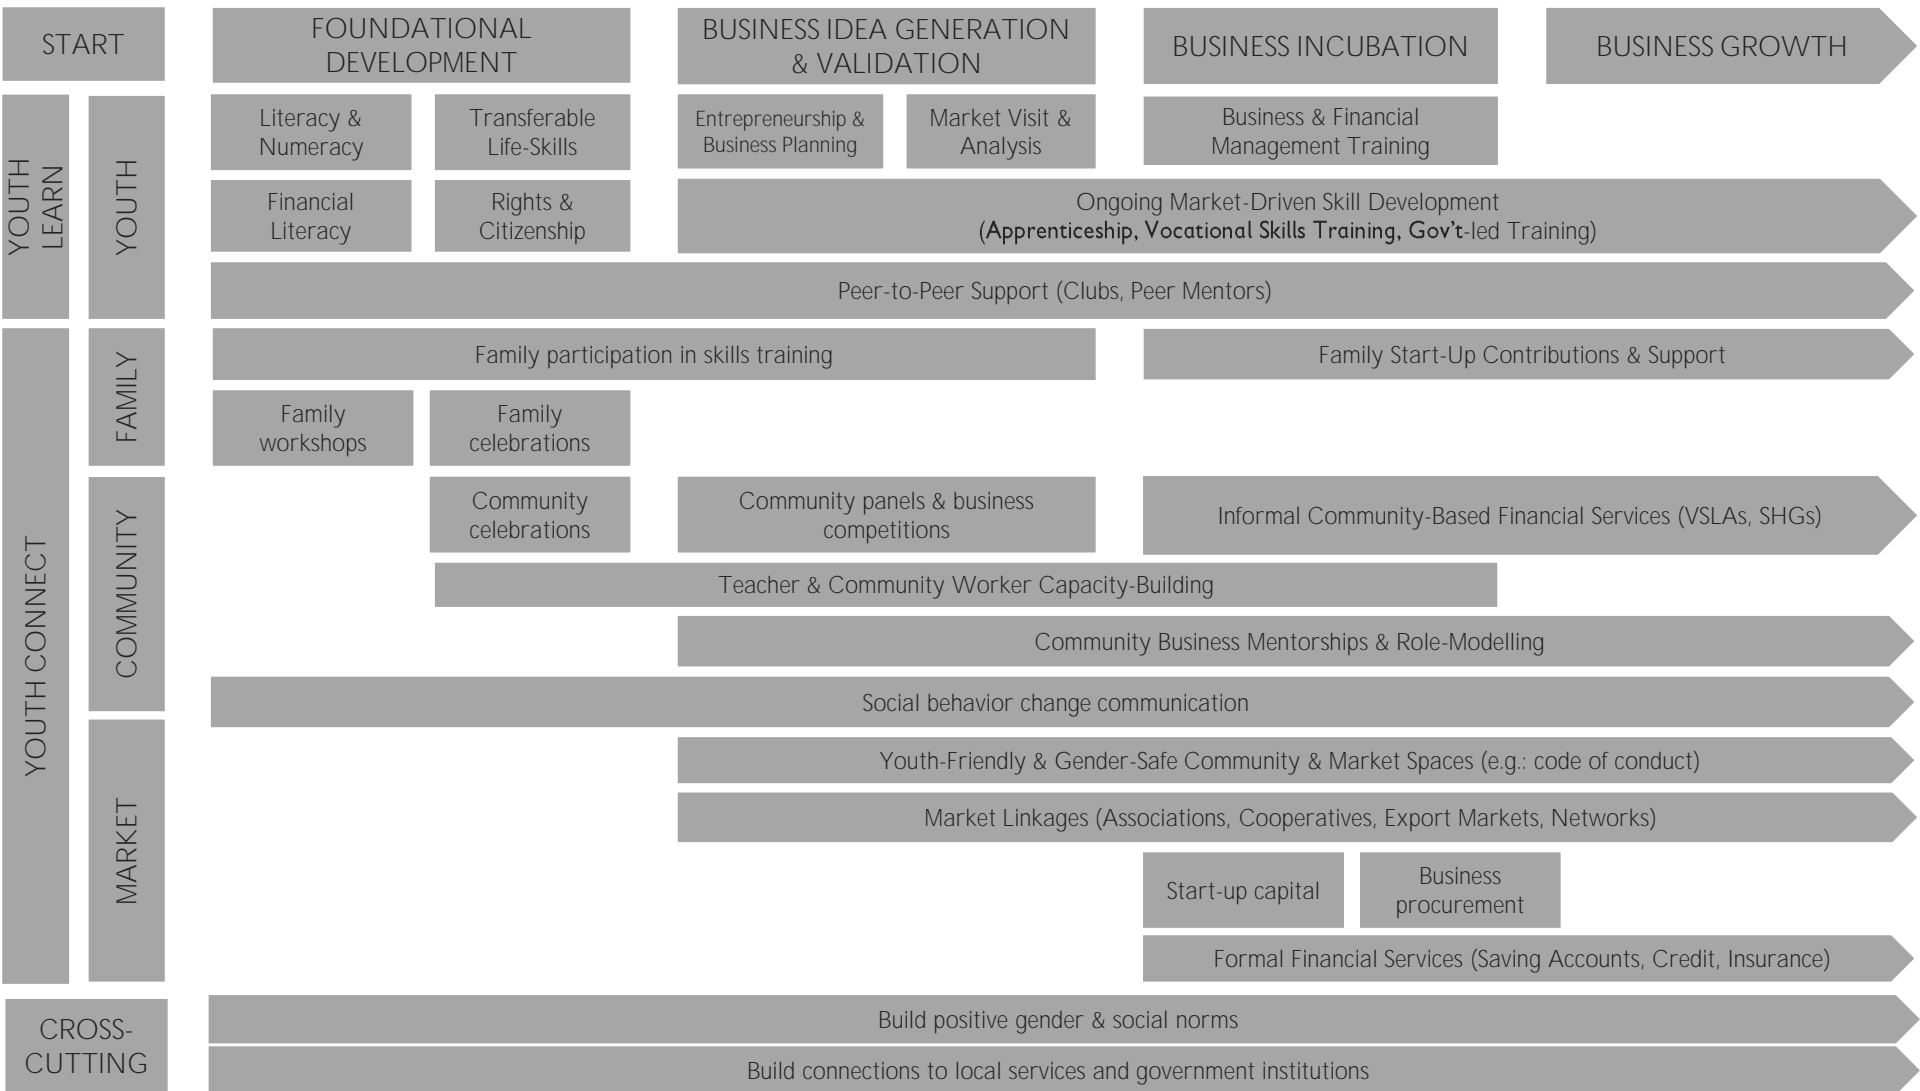 START
FOUNDATIONAL
DEVELOPMENT
BUSINESS IDEA GENERATION
& VALIDATION
BUSINESS INCUBATION
BUSINESS GROWTH
YOUTH
LEARN
YOUTH
Literacy &
Numeracy
Transferable
Life-Skills
Entrepreneurship &
Business Planning
Market Visit &
Analysis
Business & Financial
Management Training
Financial
Literacy
Rights &
Citizenship
Ongoing Market-Driven Skill Development
(Apprenticeship, Vocational Skills Training, Gov't-led Training)
Peer-to-Peer Support (Clubs, Peer Mentors)
YOUTH CONNECT
FAMILY
Family participation in skills training
Family Start-Up Contributions & Support
Family
workshops
Family
celebrations
COMMUNITY
Community
celebrations
Community panels & business
competitions
Informal Community-Based Financial Services (VSLAs, SHGs)
Teacher & Community Worker Capacity-Building
Community Business Mentorships & Role-Modelling
Social behavior change communication
MARKET
Youth-Friendly & Gender-Safe Community & Market Spaces (e.g.: code of conduct)
Market Linkages (Associations, Cooperatives, Export Markets, Networks)
Start-up capital
Business
procurement
Formal Financial Services (Saving Accounts, Credit, Insurance)
CROSS-
CUTTING
Build positive gender & social norms
Build connections to local services and government institutions